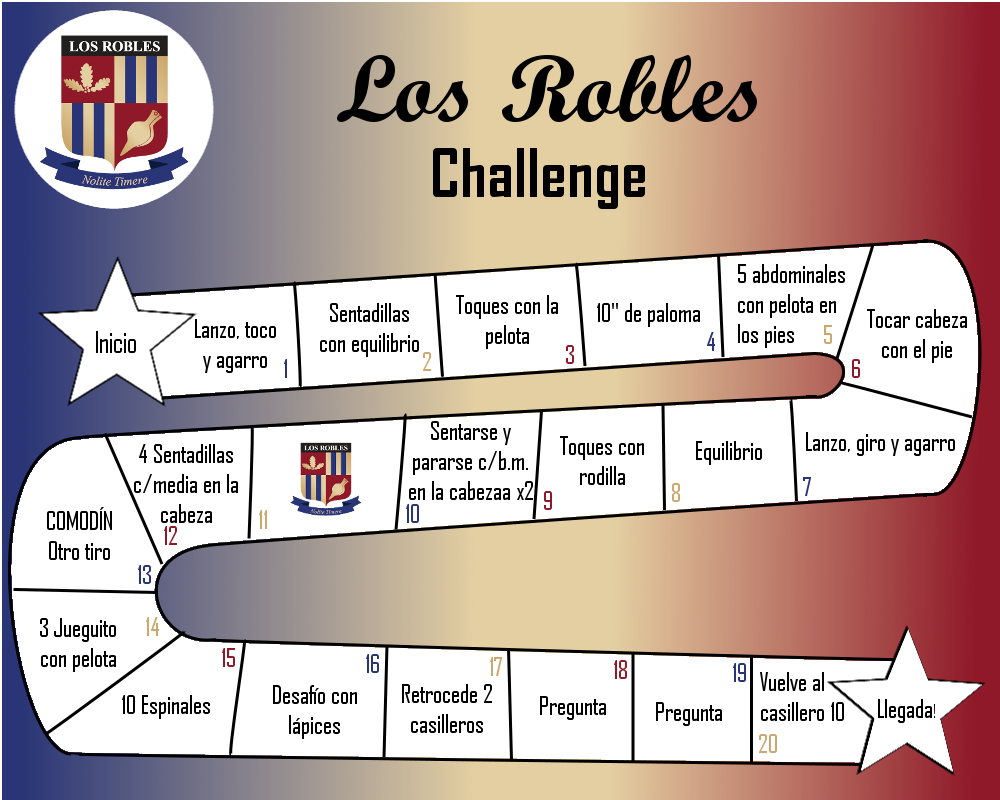 LOS ROBLES
Nolite Timere
Los Robles
Challenge
Inicio
Lanzo, toco
y agarro
1
Sentadillas
con equilibrio
2
Toques con la
pelota
3
10" de paloma
4
5 abdominales
con pelota en
los pies
5
Tocar cabeza
con el pie
6
Lanzo, giro y agarro
7
Equilibrio
8
Toques con
rodilla
9
Sentarse y
pararse c/b.m.
en la cabezaa x2
10
LOS ROBLES
Nolite Timere
11
4 Sentadillas
c/media en la
cabeza
12
COMODÍN
Otro tiro
13
3 Jueguito
con pelota
14
10 Espinales
15
Desafío con
lápices
16
Retrocede 2
casilleros
17
Pregunta
18
Pregunta
19
Vuelve al
casillero 10
20
Llegada!